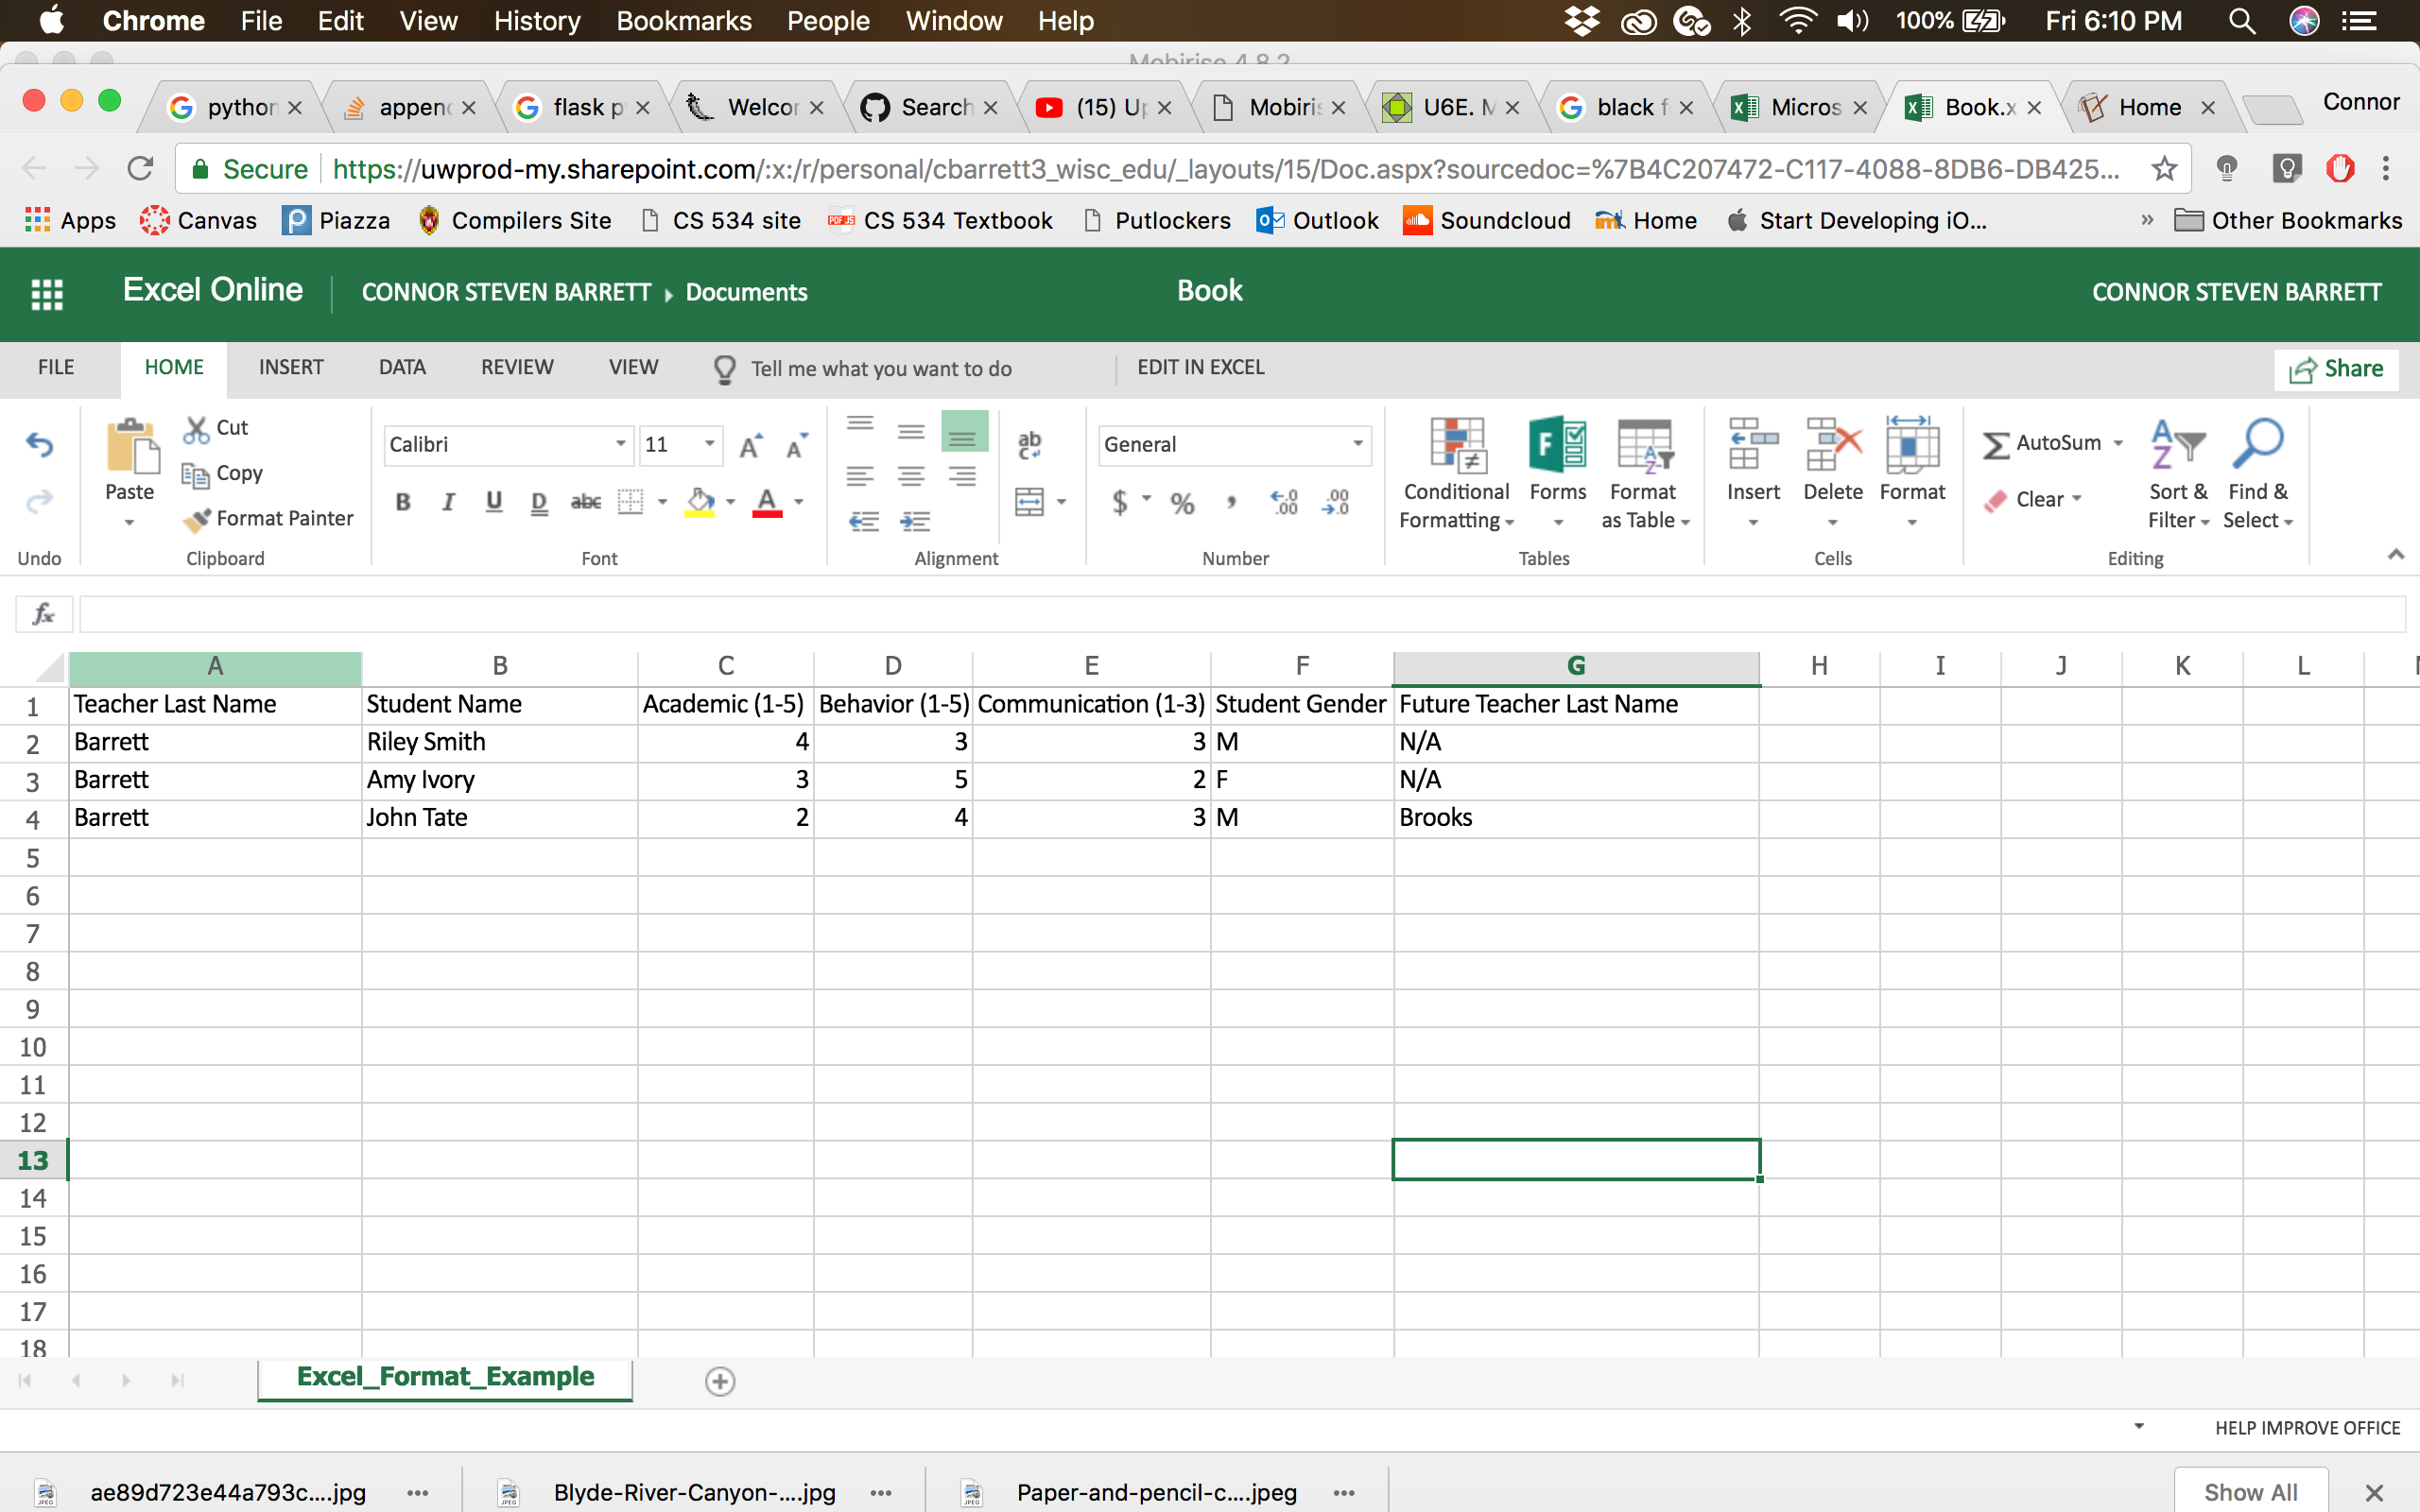 Chrome File Edit View History Bookmarks People Window Help 100% Fri 6:10 PM
python appen flask p Welcor Search (15) U Mobiris U6E. M black f Micros Book.x Home Connor
Secure https://uwprod-my.sharepoint.com/:x:/r/personal/cbarrett3_wisc_edu/_layouts/15/Doc.aspx?sourcedoc=%7B4C207472-C117-4088-8DB6-DB425...
Apps Canvas Piazza Compilers Site CS 534 site CS 534 Textbook Putlockers Outlook Soundcloud Home Start Developing iO... » Other Bookmarks
Excel Online CONNOR STEVEN BARRETT Documents Book CONNOR STEVEN BARRETT
FILE HOME INSERT DATA REVIEW VIEW Tell me what you want to do EDIT IN EXCEL Share
Cut
Calibri 11 General AutoSum
Copy
Paste Conditional Forms Format Insert Delete Format Clear Sort & Find &
Format Painter Formatting as Table Filter Select
Undo Clipboard Font Alignment Number Tables Cells Editing
fx
A B C D E F G H I J K L
1 Teacher Last Name Student Name Academic (1-5) Behavior (1-5) Communication (1-3) Student Gender Future Teacher Last Name
2 Barrett Riley Smith 4 3 3 M N/A
3 Barrett Amy Ivory 3 5 2 F N/A
4 Barrett John Tate 2 4 3 M Brooks
5
6
7
8
9
10
11
12
13
14
15
16
17
18
Excel_Format_Example
HELP IMPROVE OFFICE
ae89d723e44a793c....jpg Blyde-River-Canyon-....jpg Paper-and-pencil-c....jpeg Show All